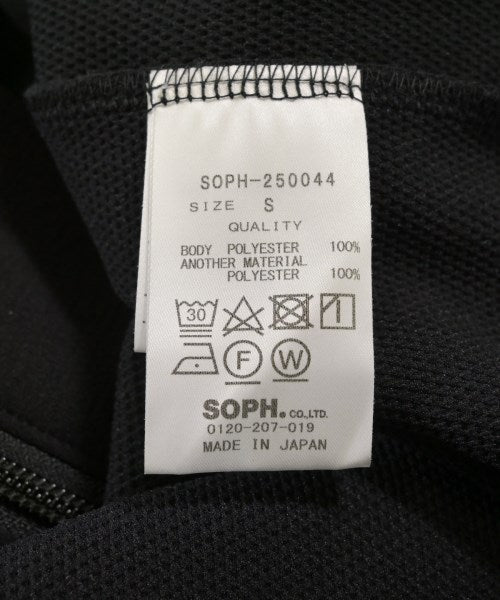 SOPH-250044
SIZE S
QUALITY
BODY POLYESTER 100%
ANOTHER MATERIAL
POLYESTER 100%
30
F W
SOPH. CO.,LTD.
0120-207-019
MADE IN JAPAN